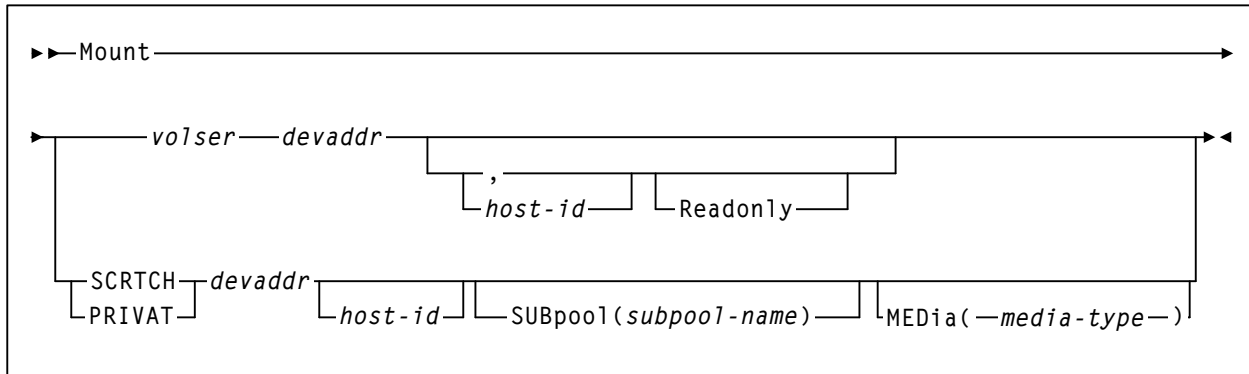 Mount
volser devaddr
,
host-id Readonly
SCRTCH devaddr
PRIVAT host-id SUBpool(subpool-name) MEDia( media-type )